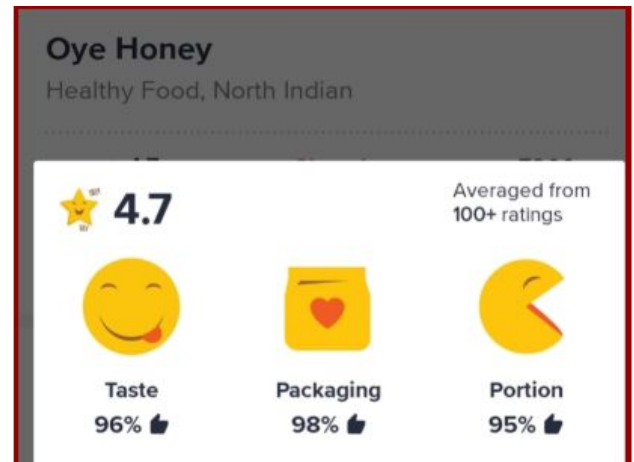 Oye Honey
Healthy Food, North Indian
4.7
Averaged from
100+ ratings
Taste
Packaging
Portion
96%
98%
95%